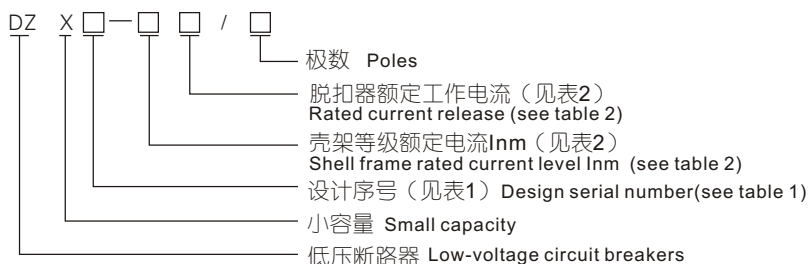 DZ X □—□ □ / □
极数 Poles
脱扣器额定工作电流（见表2）
Rated current release (see table 2)
壳架等级额定电流Inm（见表2）
Shell frame rated current level Inm (see table 2)
设计序号（见表1）Design serial number(see table 1)
小容量 Small capacity
低压断路器 Low-voltage circuit breakers